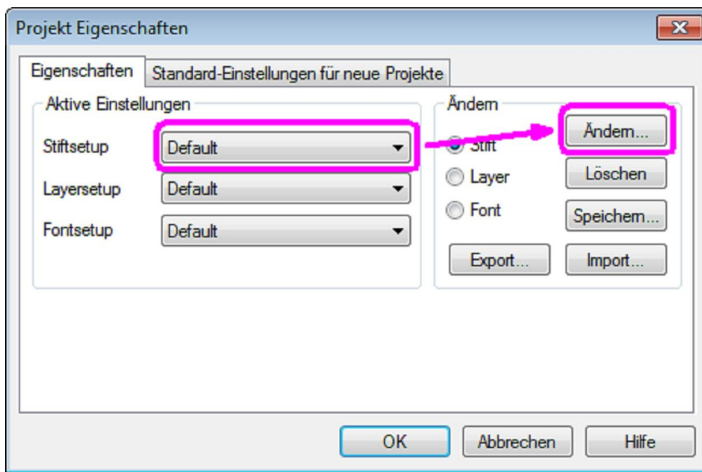 Projekt Eigenschaften
Eigenschaften
Standard-Einstellungen für neue Projekte
Aktive Einstellungen
Stiftsetup
Default
Layersetup
Default
Fontsetup
Default
Ändern
Stift
Layer
Font
Ändern...
Löschen
Speichern...
Export...
Import...
OK
Abbrechen
Hilfe